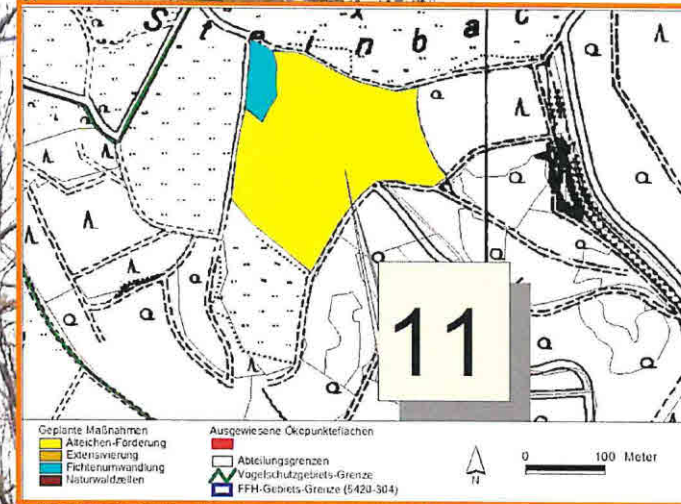 Steinbac
11
Geplante Maßnahmen
Alteichen-Förderung
Extensivierung
Fichtenumwandlung
Naturwaldzellen
Ausgewiesene Ökopunkteflächen
Abteilungsgrenzen
Vogelschutzgebiets-Grenze
FFH-Gebiets-Grenze (5420-304)
N
0 100 Meter